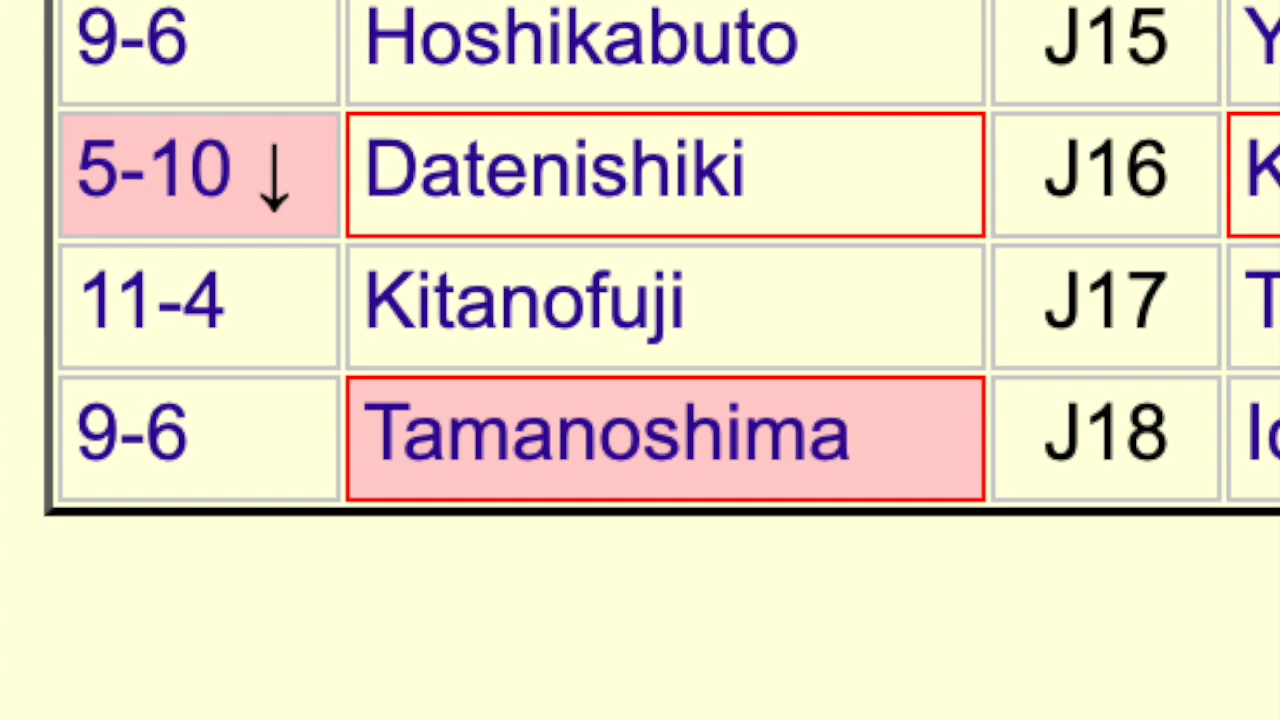 9-6 Hoshikabuto J15 Y
5-10 ↓ Datenishiki J16 K
11-4 Kitanofuji J17 T
9-6 Tamanoshima J18